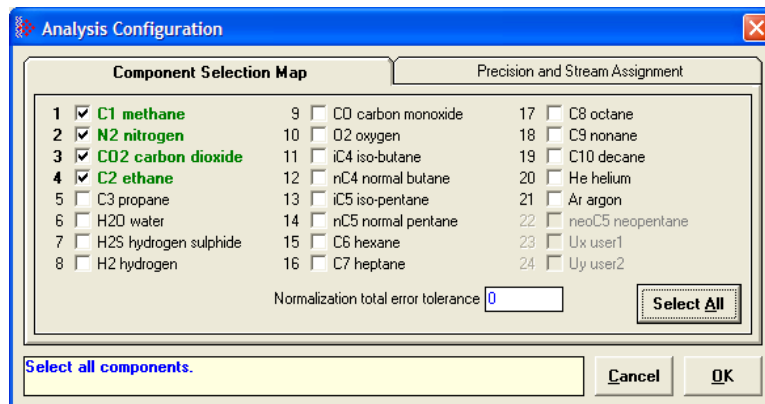 Analysis Configuration
Component Selection Map
Precision and Stream Assignment
1 C1 methane
2 N2 nitrogen
3 CO2 carbon dioxide
4 C2 ethane
5 C3 propane
6 H2O water
7 H2S hydrogen sulphide
8 H2 hydrogen
9 CO carbon monoxide
10 O2 oxygen
11 iC4 iso-butane
12 nC4 normal butane
13 iC5 iso-pentane
14 nC5 normal pentane
15 C6 hexane
16 C7 heptane
17 C8 octane
18 C9 nonane
19 C10 decane
20 He helium
21 Ar argon
22 neoC5 neopentane
23 Ux user1
24 Uy user2
Normalization total error tolerance 0
Select All
Select all components.
Cancel
OK